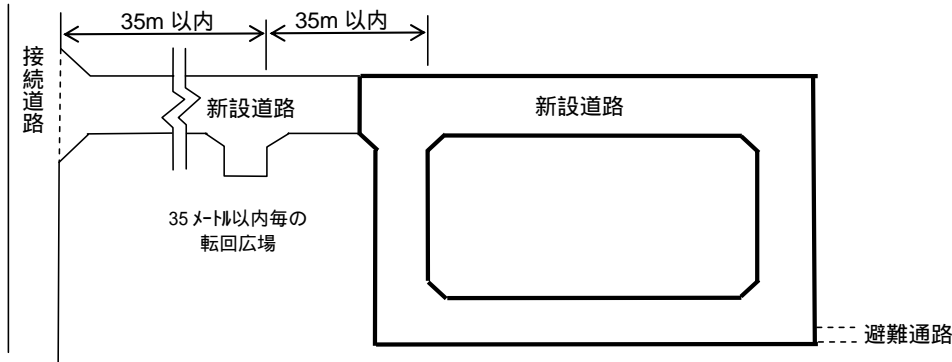 35m 以内
35m 以内
接続道路
新設道路
新設道路
35 メートル以内毎の
転回広場
避難通路